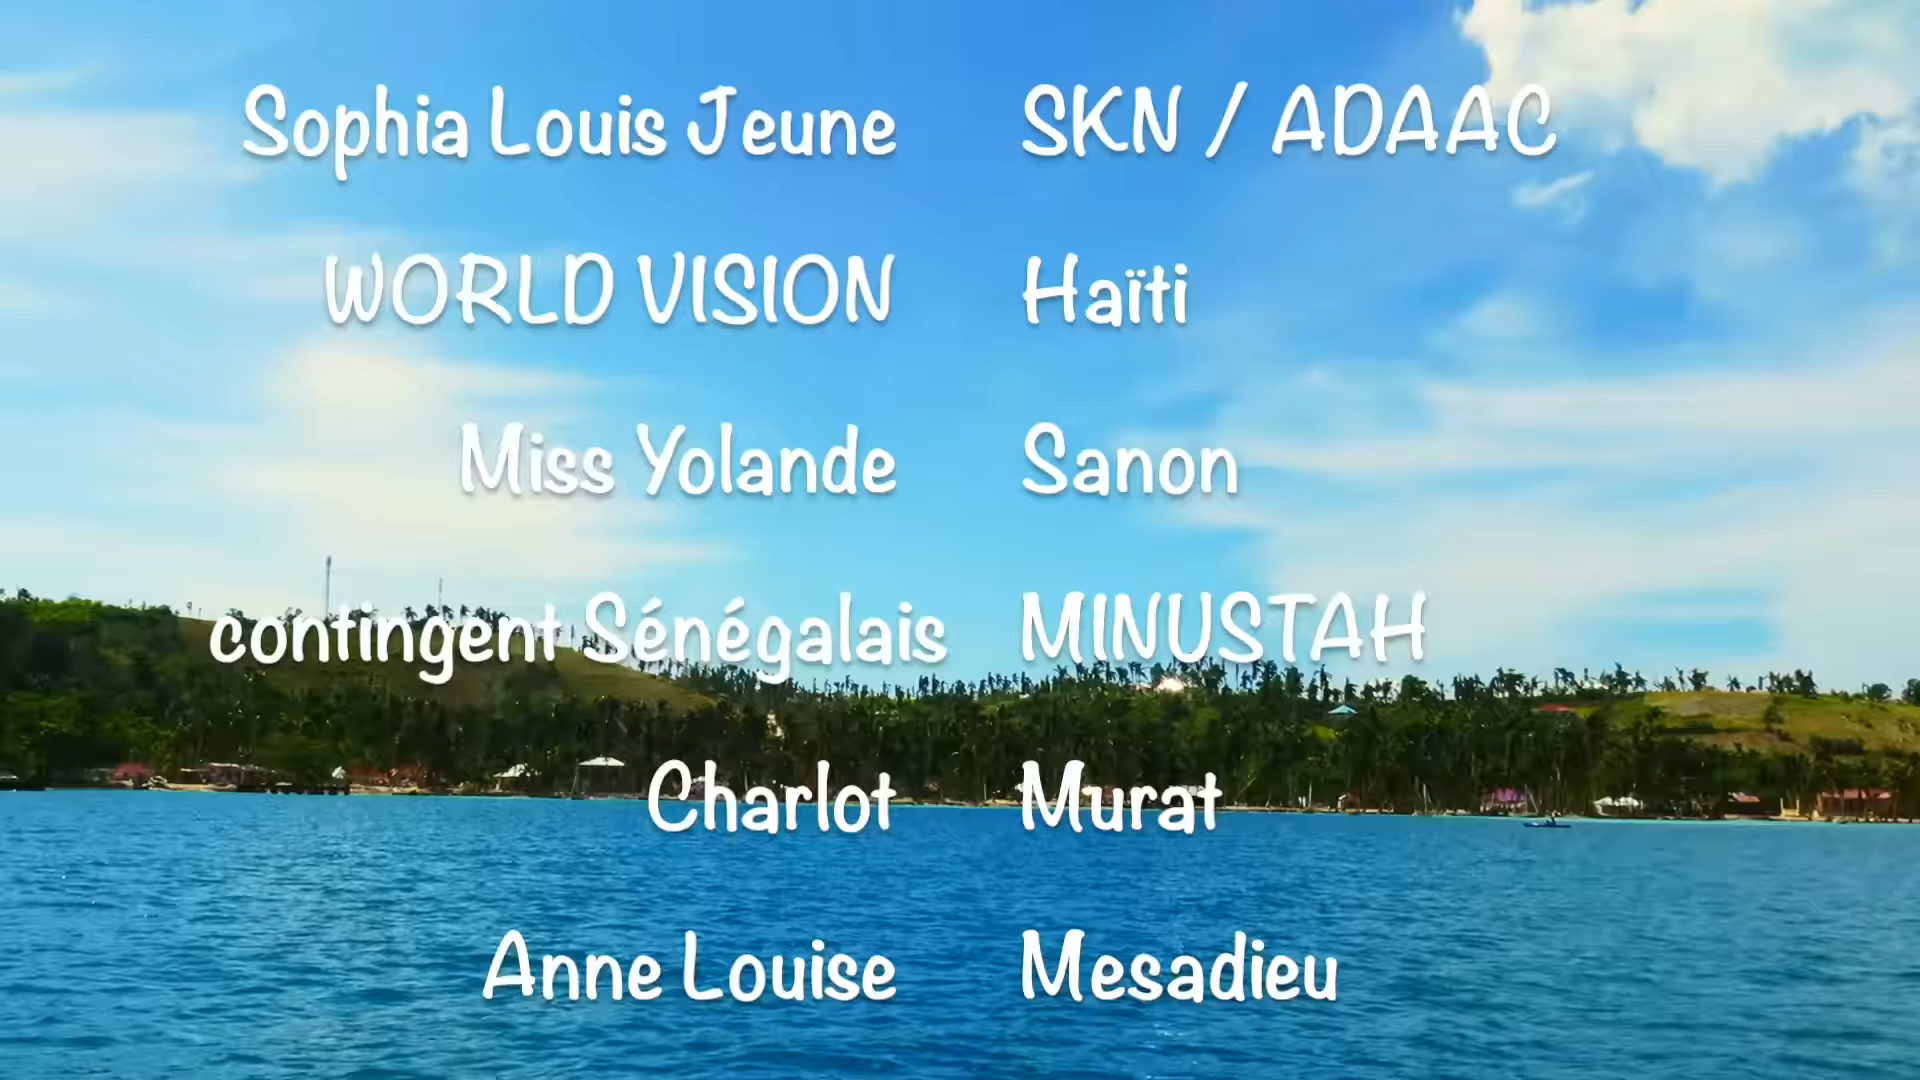 Sophia Louis Jeune SKN / ADAAC
WORLD VISION Haïti
Miss Yolande Sanon
contingent Sénégalais MINUSTAH
Charlot Murat
Anne Louise Mesadieu